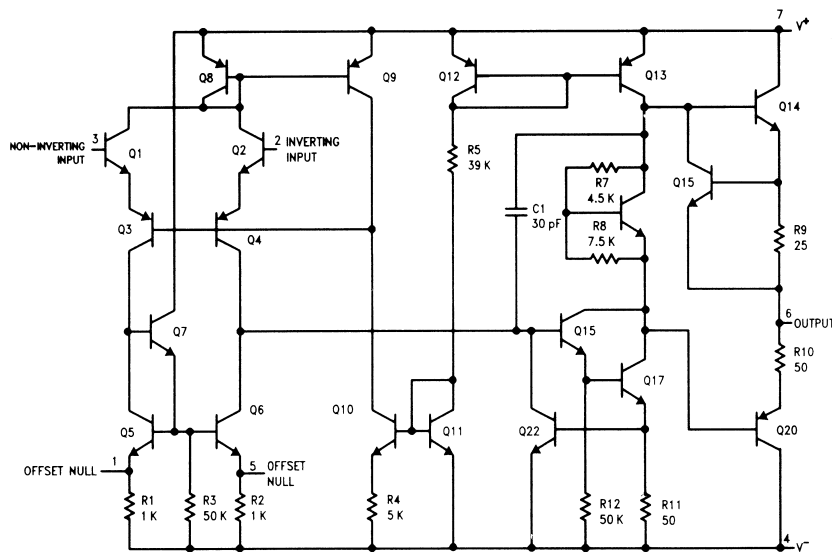 7
V+
Q8
Q9
Q12
Q13
Q14
3
NON-INVERTING
INPUT
Q1
Q2
2 INVERTING
INPUT
R5
39 K
R7
4.5 K
Q15
C1
30 pF
R8
7.5 K
R9
25
Q3
Q4
6
OUTPUT
Q7
Q15
R10
50
Q5
Q6
Q10
Q11
Q22
Q17
Q20
1
OFFSET NULL
5 OFFSET
NULL
R1
1 K
R3
50 K
R2
1K
R4
5 K
R12
50 K
R11
50
4
V-